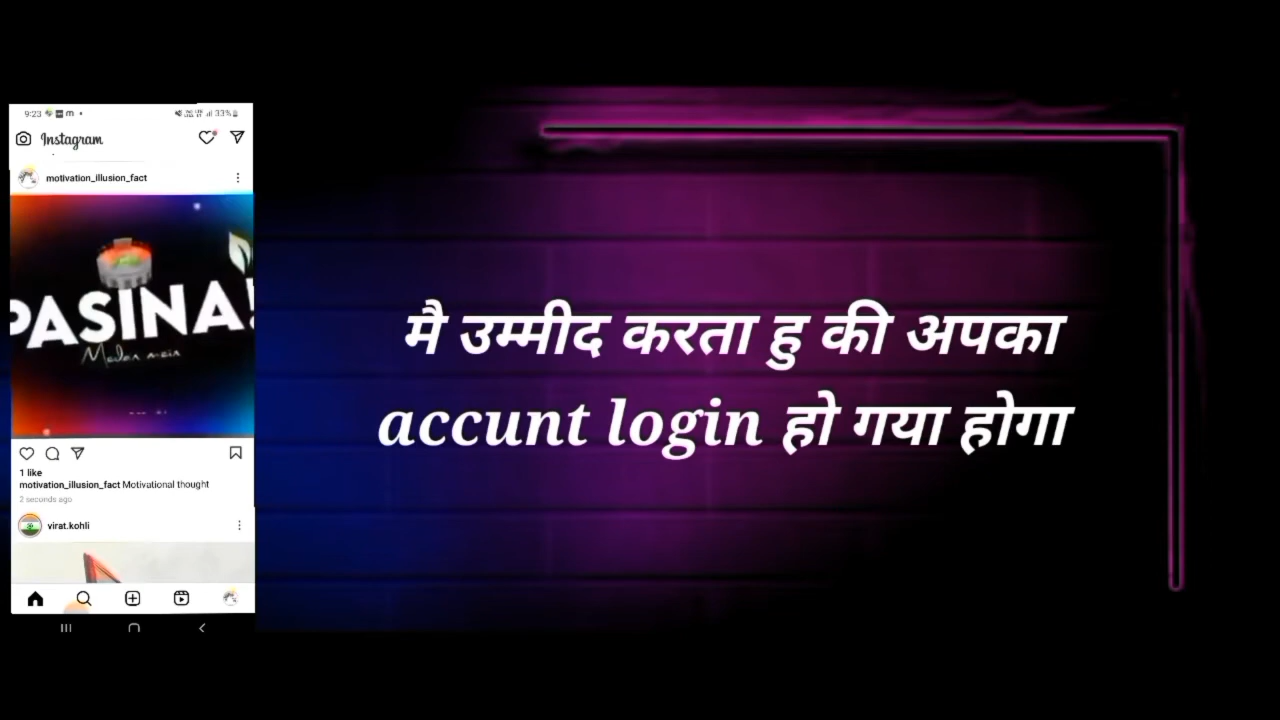 9:23
33%
Instagram
motivation_illusion_fact
PASINA!
1 like
motivation_illusion_fact Motivational thought
2 seconds ago
virat.kohli
मै उम्मीद करता हु की अपका
accunt login हो गया होगा